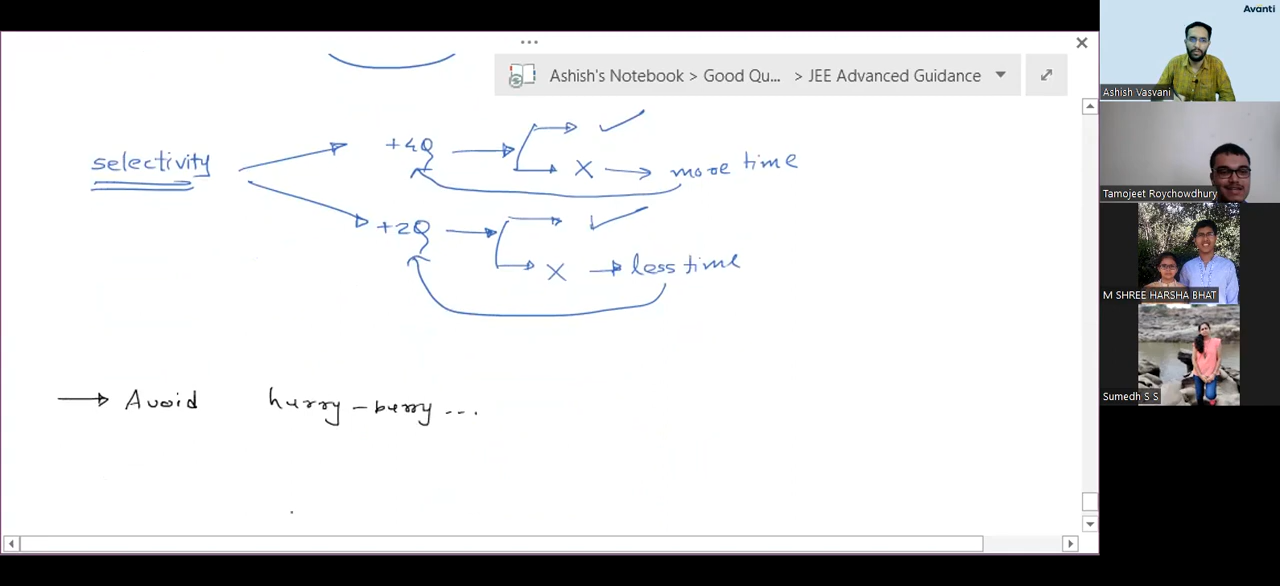 Avanti
Ashish's Notebook > Good Qu... > JEE Advanced Guidance
Ashish Vasvani
+4Q → ✓
selectivity
X → more time
Tamojeet Roychowdhury
+2Q → ✓
X → less time
M SHREE HARSHA BHAT
→ Avoid hurry-burry ...
Sumedh S S